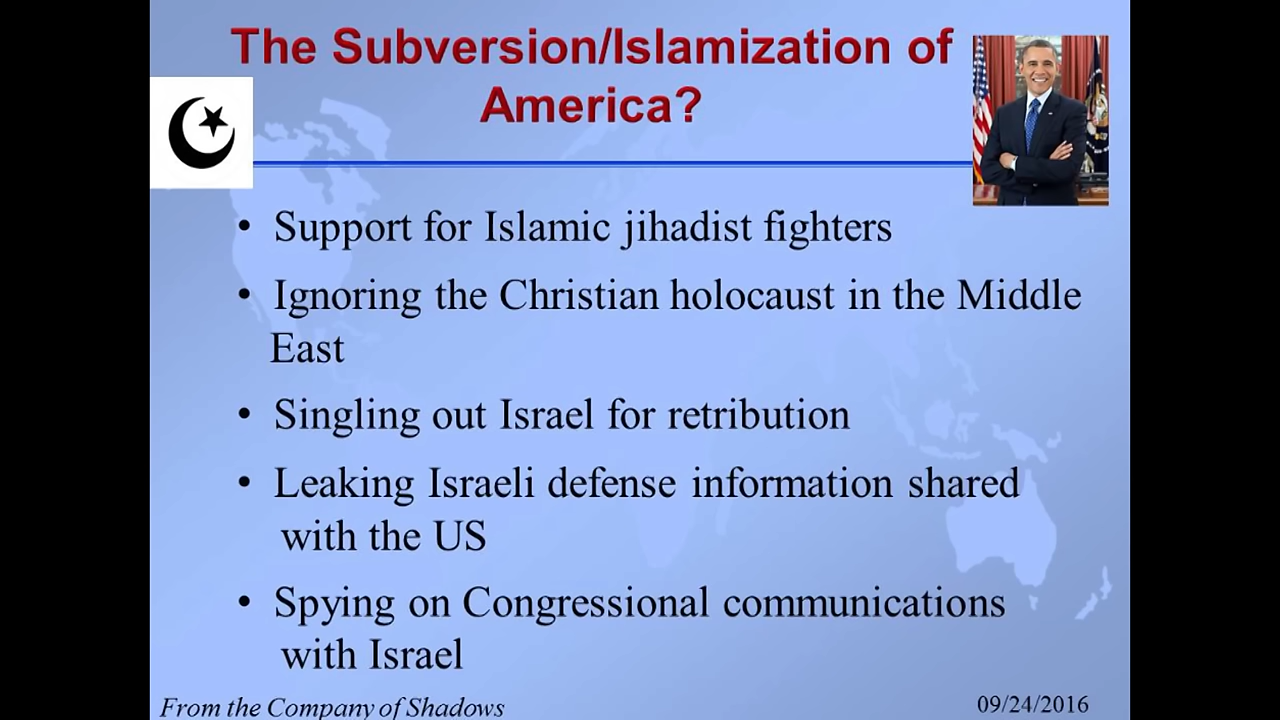 The Subversion/Islamization of
America?
• Support for Islamic jihadist fighters
• Ignoring the Christian holocaust in the Middle
East
• Singling out Israel for retribution
• Leaking Israeli defense information shared
with the US
• Spying on Congressional communications
with Israel
From the Company of Shadows
09/24/2016